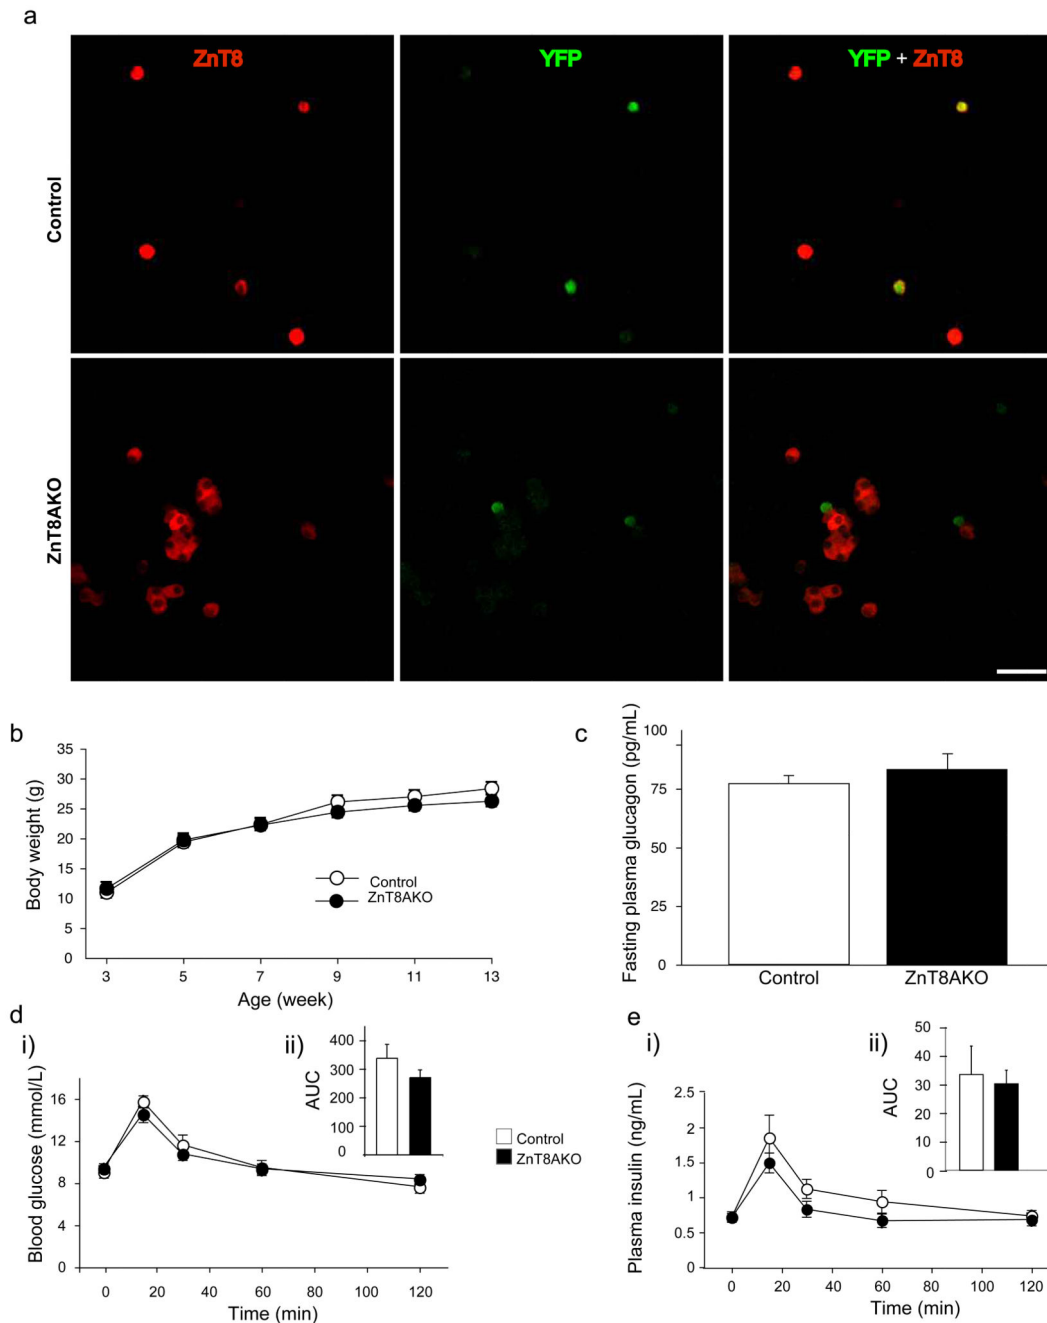 a
ZnT8
YFP
YFP + ZnT8
Control
ZnT8AKO
b
Body weight (g)
35
30
25
20
15
10
5
0
Control
ZnT8AKO
3
5
7
9
11
13
Age (week)
c
Fasting plasma glucagon (pg/mL)
100
75
50
25
0
Control
ZnT8AKO
d
i)
Blood glucose (mmol/L)
16
12
8
4
0
0
20
40
60
80
100
120
Time (min)
ii)
AUC
400
300
200
100
0
Control
ZnT8AKO
e
i)
Plasma insulin (ng/mL)
2.5
2
1.5
1
0.5
0
0
20
40
60
80
100
120
Time (min)
ii)
AUC
50
40
30
20
10
0